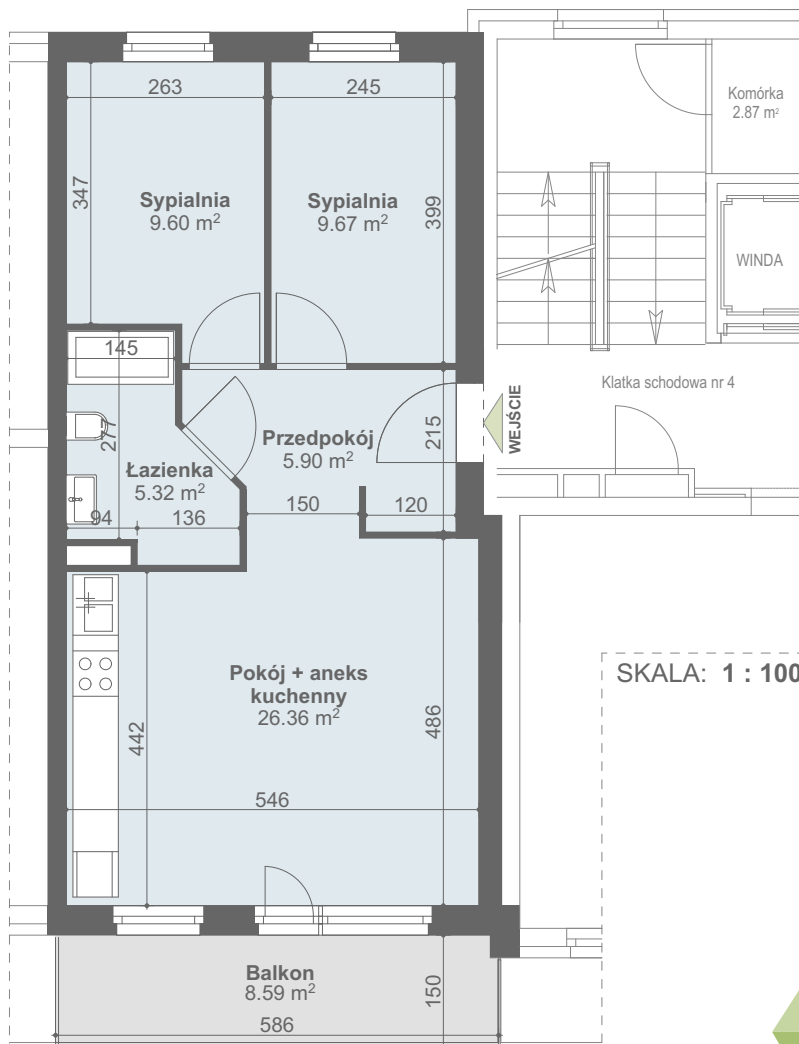 263
245
Komórka
2.87 m²
347
Sypialnia
9.60 m²
Sypialnia
9.67 m²
399
WINDA
145
277
Klatka schodowa nr 4
WEJŚCIE
Przedpokój
5.90 m²
215
Łazienka
5.32 m²
94
136
150
120
Pokój + aneks
kuchenny
26.36 m²
SKALA: 1 : 100
442
486
546
Balkon
8.59 m²
150
586